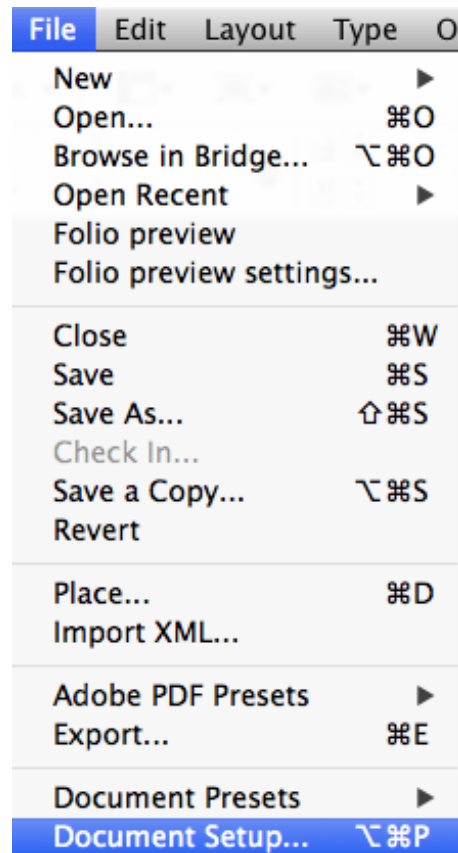 File Edit Layout Type O
New ▶
Open... ⌘O
Browse in Bridge... ⌥⌘O
Open Recent ▶
Folio preview
Folio preview settings...
Close ⌘W
Save ⌘S
Save As... ⇧⌘S
Check In...
Save a Copy... ⌥⌘S
Revert
Place... ⌘D
Import XML...
Adobe PDF Presets ▶
Export... ⌘E
Document Presets ▶
Document Setup... ⌥⌘P